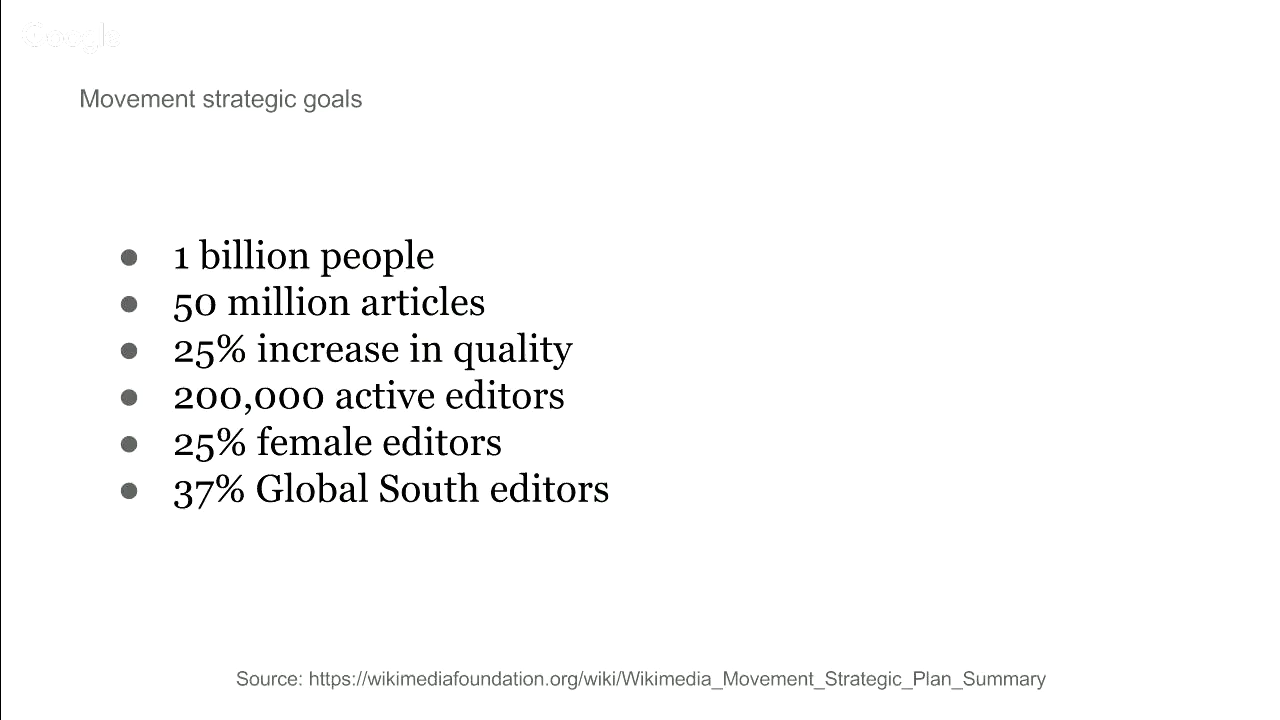 Google
Movement strategic goals
● 1 billion people
● 50 million articles
● 25% increase in quality
● 200,000 active editors
● 25% female editors
● 37% Global South editors
Source: https://wikimediafoundation.org/wiki/Wikimedia_Movement_Strategic_Plan_Summary